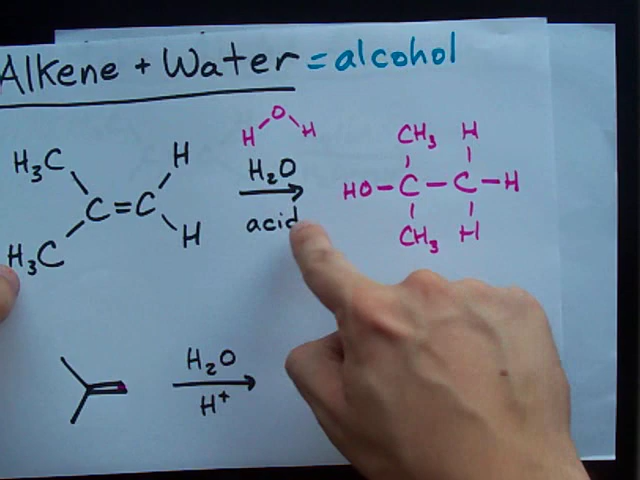 Alkene + Water = alcohol
H O H
H₃C H CH₃ H
C=C H₂O HO-C-C-H
H₃C H acid CH₃ H
H₂O
H⁺